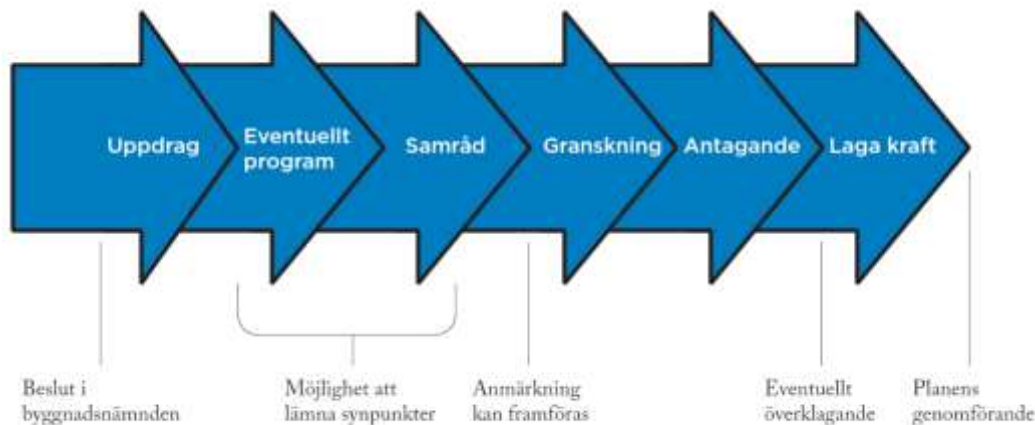 Uppdrag
Eventuellt
program
Samråd
Granskning
Antagande
Laga kraft
Beslut i
byggnadsnämnden
Möjlighet att
lämna synpunkter
Anmärkning
kan framföras
Eventuellt
överklagande
Planens
genomförande